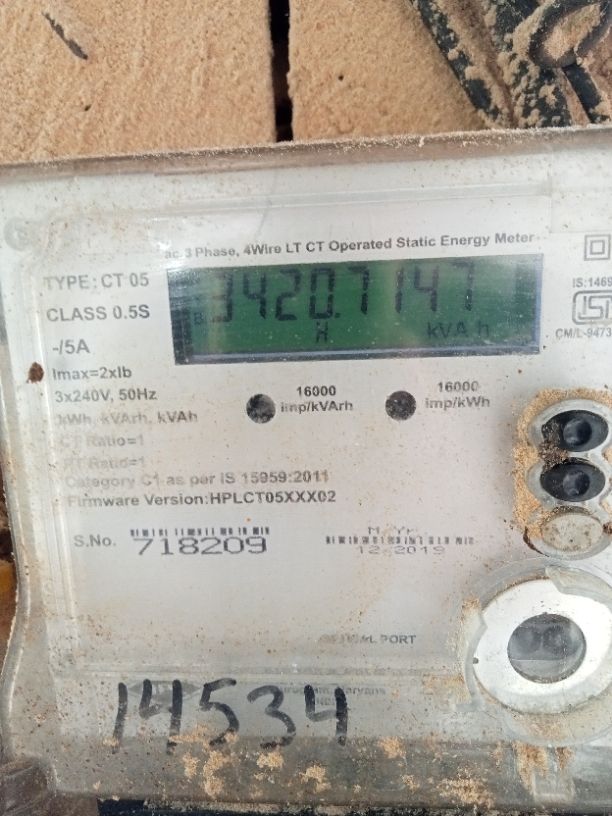 ac.3 Phase, 4Wire LT CT Operated Static Energy Meter
TYPE: CT 05
CLASS 0.5S
-/5A
Imax=2xIb
3x240V, 50Hz
kWh, kVArh, kVAh
CT Ratio=1
PT Ratio=1
Category C1 as per IS 15959:2011
Firmware Version:HPLCT05XXX02
3420.7147
H kVA h
16000
imp/kVArh
16000
imp/kWh
IS:1469
ISI
CM/L-9473
S.No. 718209
M.Yr.
12-2019
OPTICAL PORT
14534